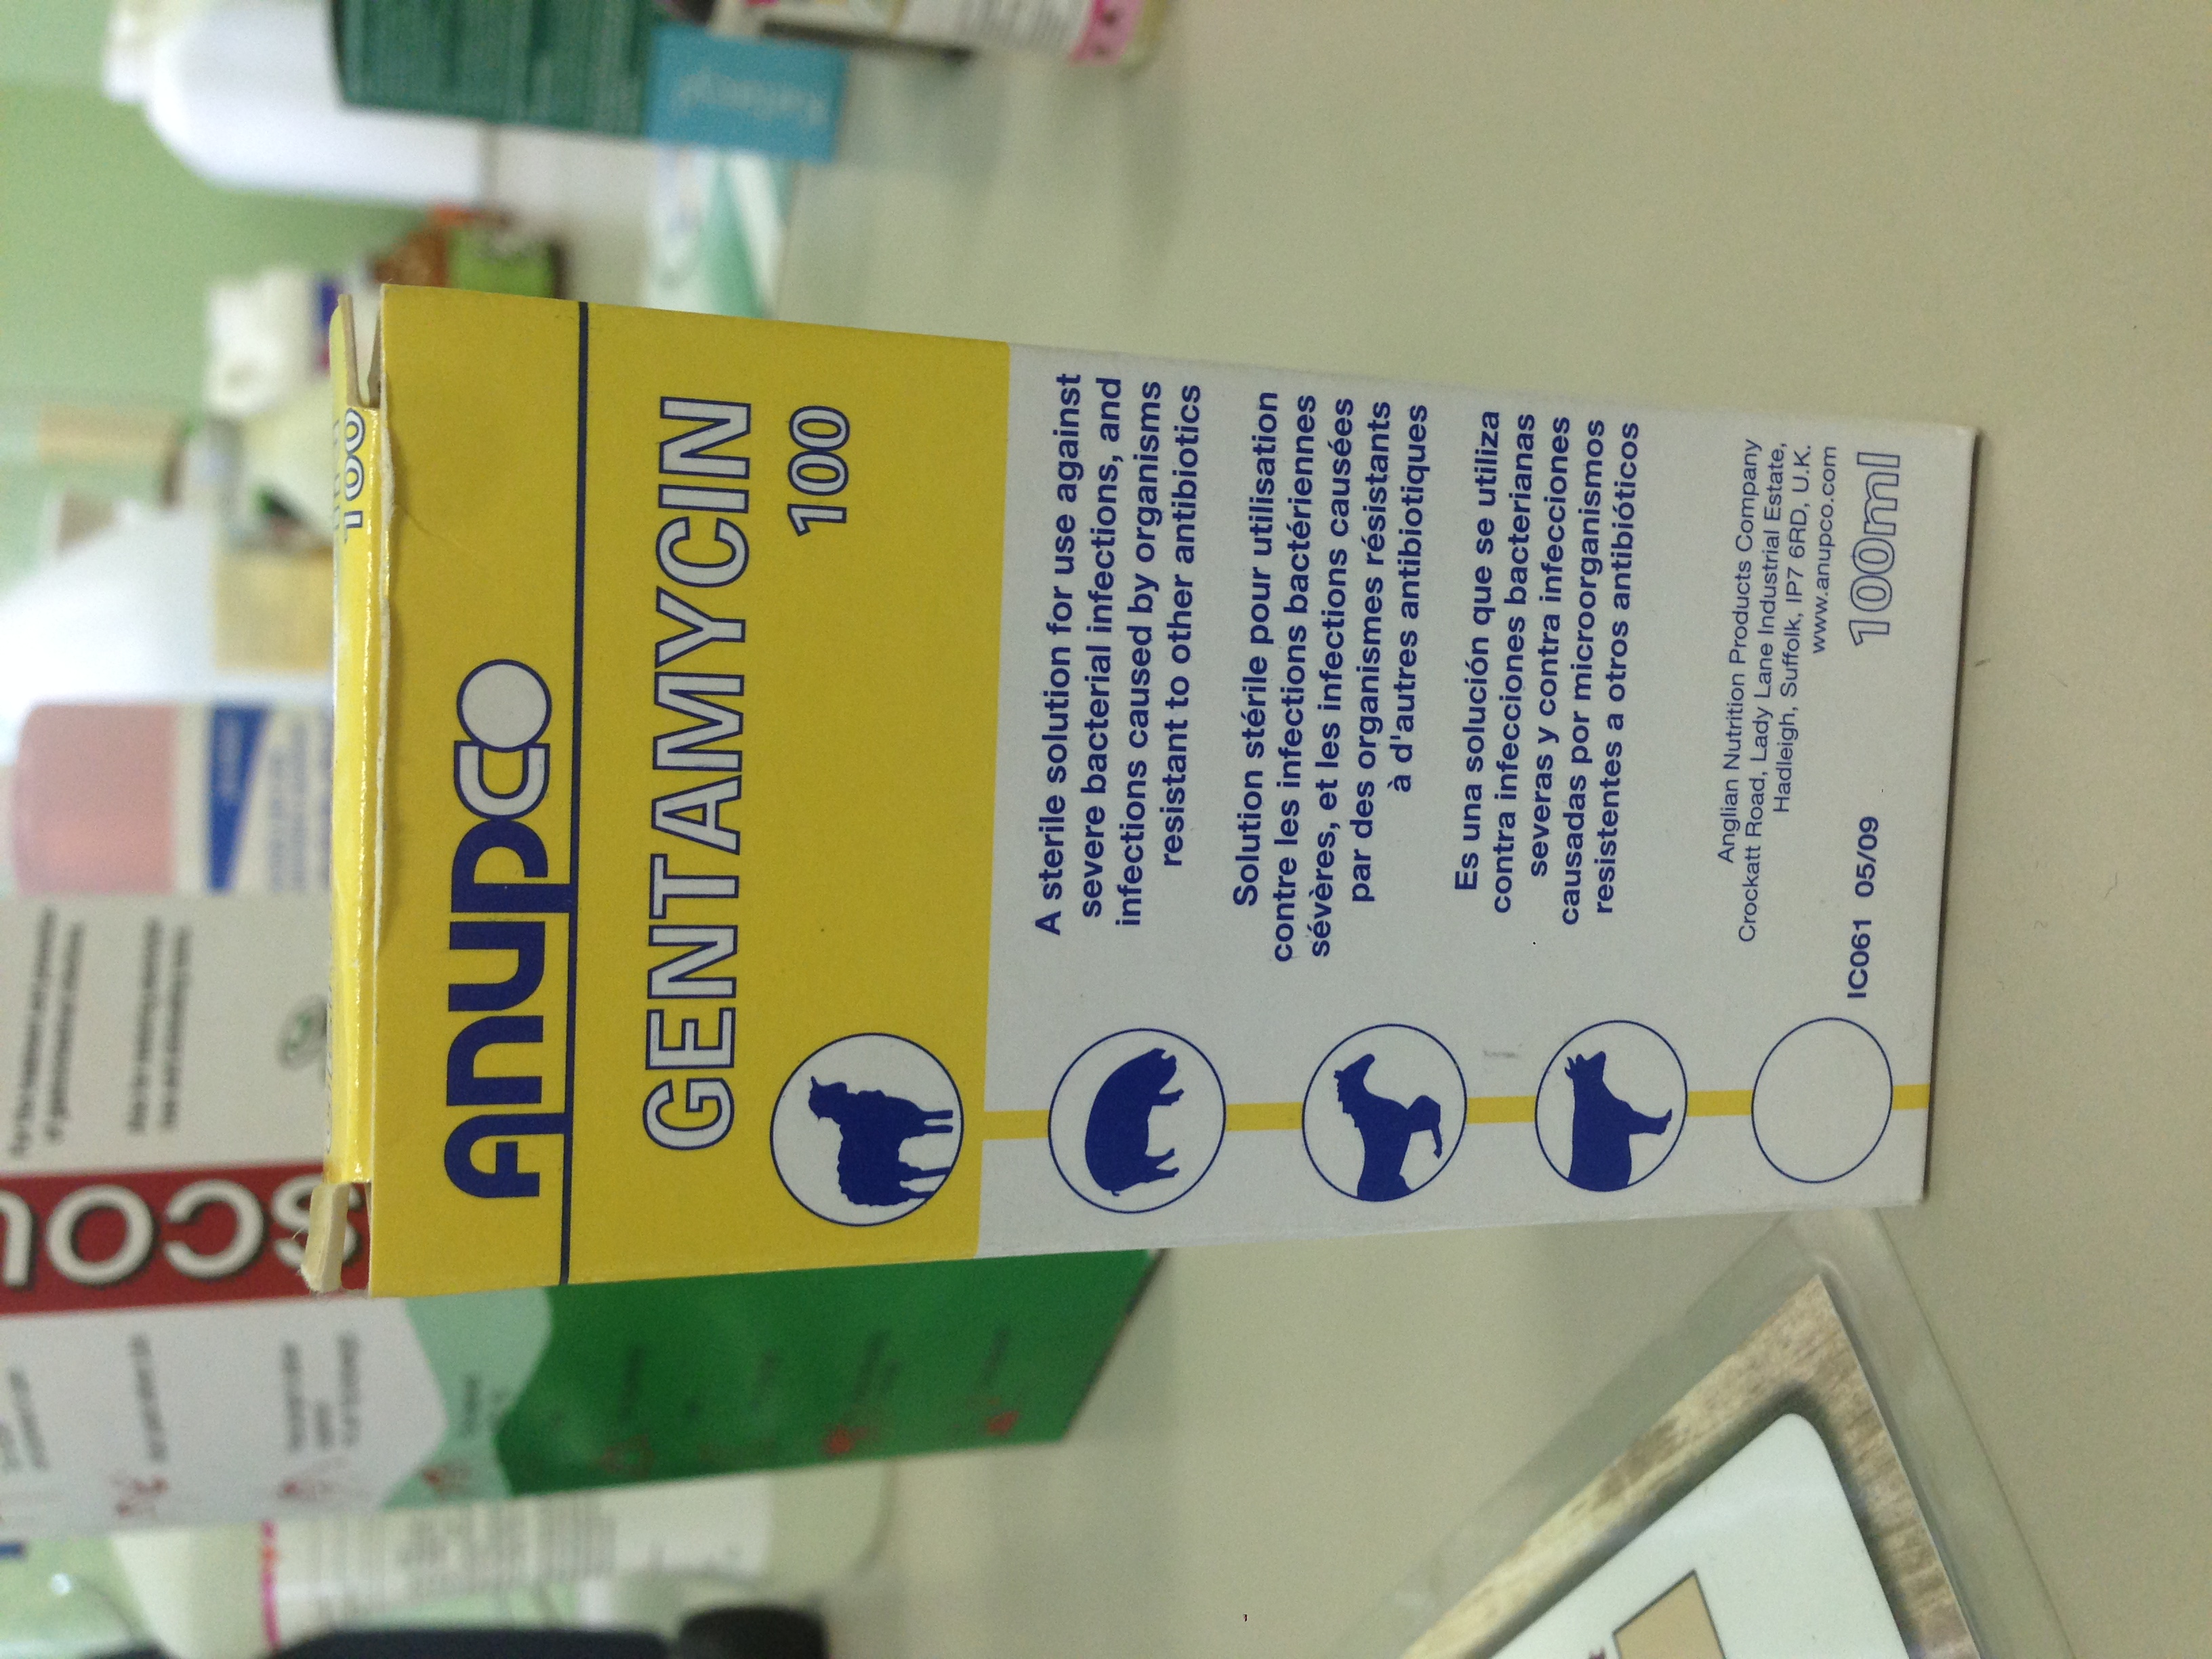 100
ANUPCO
GENTAMYCIN
100
A sterile solution for use against
severe bacterial infections, and
infections caused by organisms
resistant to other antibiotics
Solution stérile pour utilisation
contre les infections bactériennes
sévères, et les infections causées
par des organismes résistants
à d'autres antibiotiques
Es una solución que se utiliza
contra infecciones bacterianas
severas y contra infecciones
causadas por microorganismos
resistentes a otros antibióticos
Anglian Nutrition Products Company
Crockatt Road, Lady Lane Industrial Estate,
Hadleigh, Suffolk, IP7 6RD, U.K.
www.anupco.com
IC061 05/09
100ml